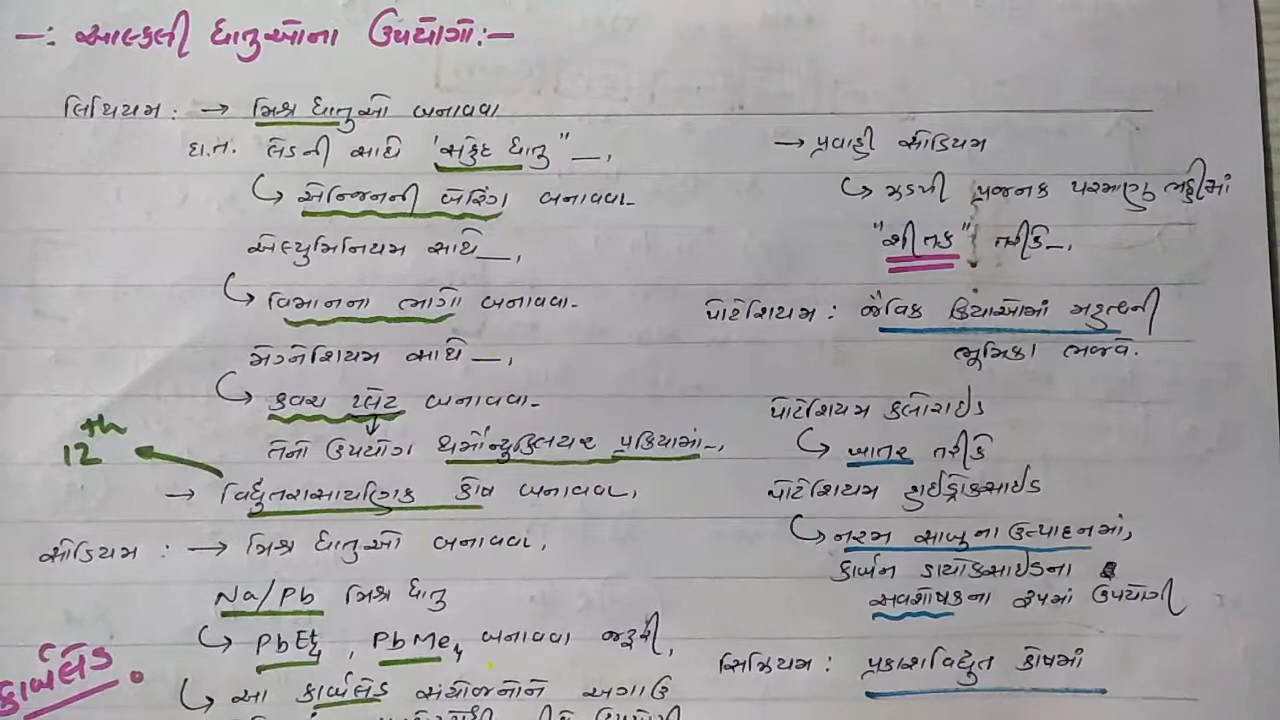 -: આલ્કલી ધાતુઓના ઉપયોગો:-
લિથિયમ: → મિશ્ર ધાતુઓ બનાવવા
દા.ત. લેડની સાથે 'સફેદ ધાતુ" —,
↳ એન્જિનની બેરિંગ બનાવવા-
એલ્યુમિનિયમ સાથે —,
↳ વિમાનના ભાગો બનાવવા-
મેગ્નેશિયમ સાથે —,
↳ કવચ પ્લેટ બનાવવા-
તેનો ઉપયોગ થર્મોન્યુક્લિયર પ્રક્રિયામાં-,
12th
→ વિદ્યુતરાસાયણિક કોષ બનાવવા,
સોડિયમ: → મિશ્ર ધાતુઓ બનાવવા,
Na/Pb મિશ્ર ધાતુ
↳ PbEt4, PbMe4 બનાવવા જરૂરી,
↳ આ કાર્બલેડ સંયોજનોને અગાઉ
કાર્બલેડ.
→ પ્રવાહી સોડિયમ
↳ ઝડપી પ્રજનક પરમાણુ ભઠ્ઠીમાં
"શીતક" તરીકે-,
પોટેશિયમ: જૈવિક ક્રિયાઓમાં મહત્વની
ભૂમિકા ભજવે.
પોટેશિયમ ક્લોરાઇડ
↳ ખાતર તરીકે
પોટેશિયમ હાઇડ્રોક્સાઇડ
↳ નરમ સાબુના ઉત્પાદનમાં,
કાર્બન ડાયોક્સાઇડના
અવશોષકના રૂપમાં ઉપયોગી
સિઝિયમ: પ્રકાશવિદ્યુત કોષમાં